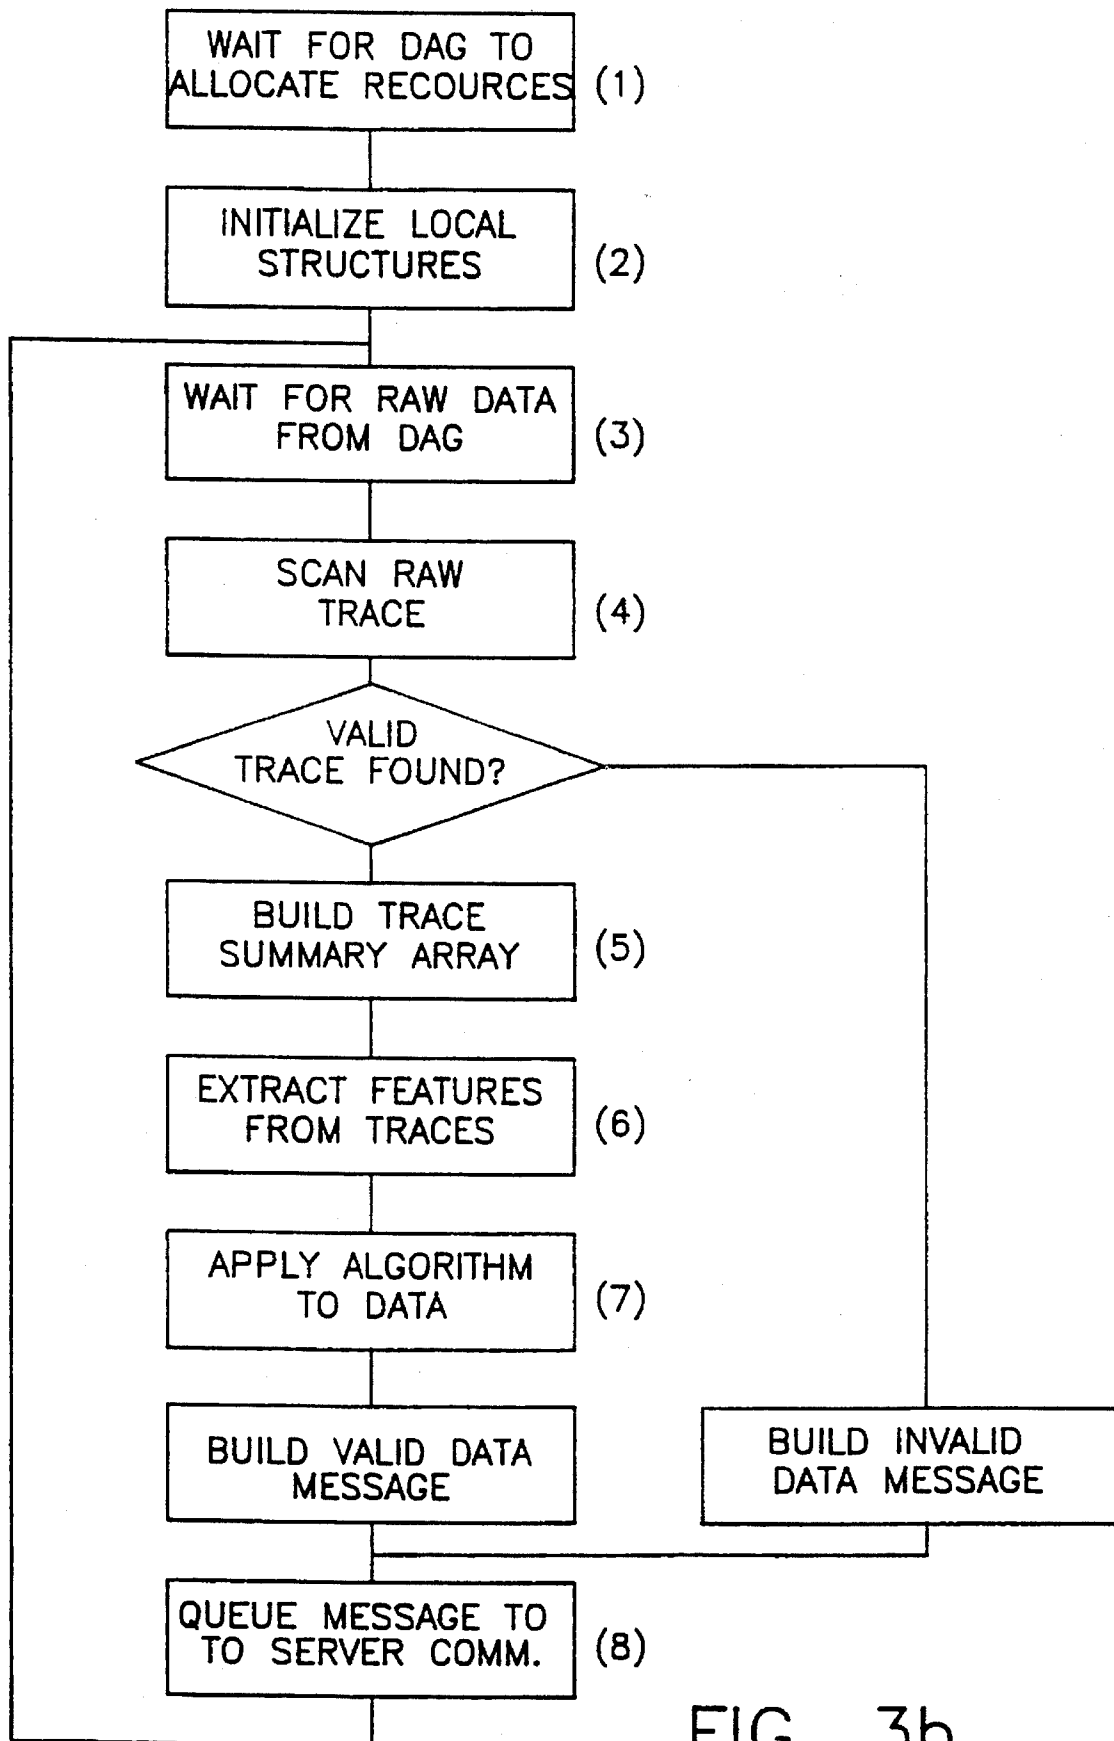 WAIT FOR DAG TO
ALLOCATE RECOURCES
(1)
INITIALIZE LOCAL
STRUCTURES
(2)
WAIT FOR RAW DATA
FROM DAG
(3)
SCAN RAW
TRACE
(4)
VALID
TRACE FOUND?
BUILD TRACE
SUMMARY ARRAY
(5)
EXTRACT FEATURES
FROM TRACES
(6)
APPLY ALGORITHM
TO DATA
(7)
BUILD VALID DATA
MESSAGE
BUILD INVALID
DATA MESSAGE
QUEUE MESSAGE TO
TO SERVER COMM.
(8)
FIG. 3b